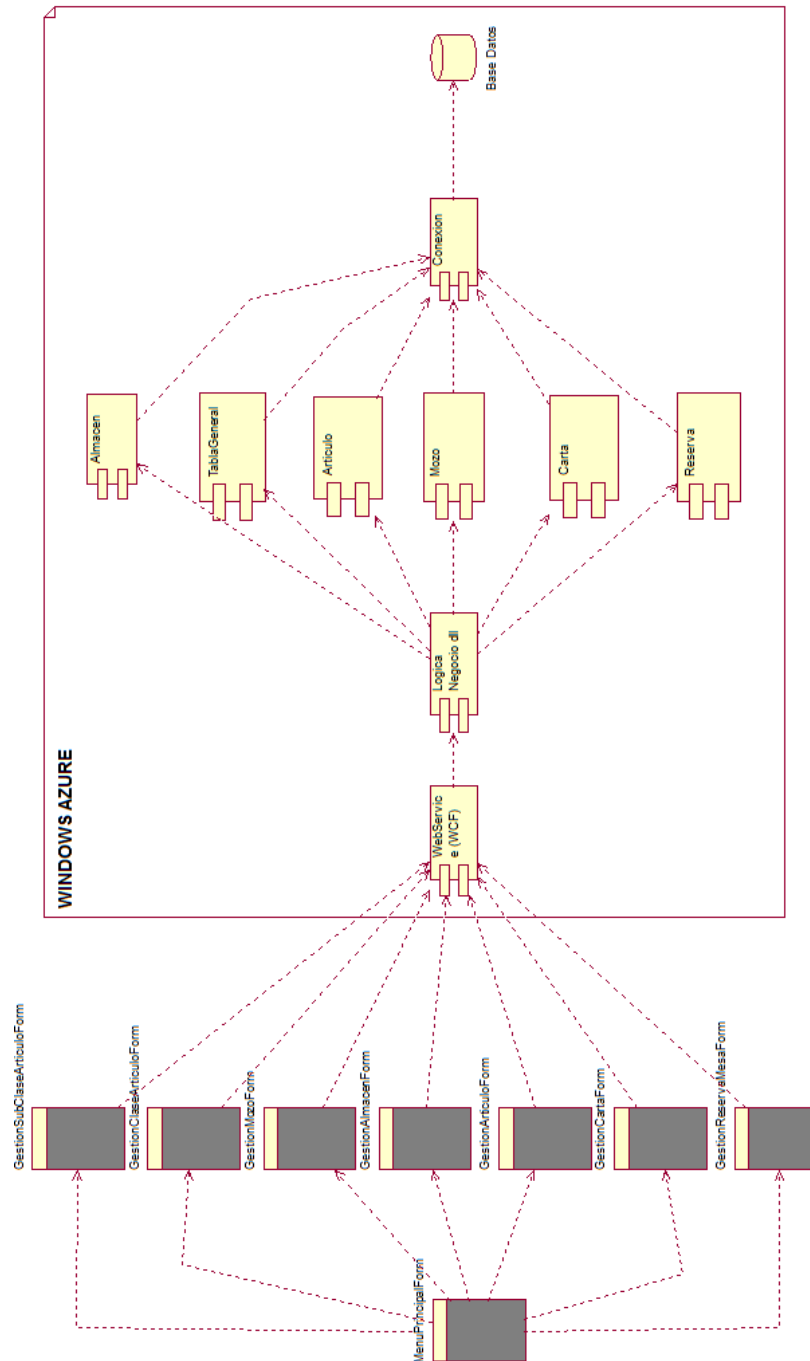 WINDOWS AZURE
MenuPrincipalForm
GestionSubClaseArticuloForm
GestionClaseArticuloForm
GestionMozoForm
GestionAlmacenForm
GestionArticuloForm
GestionCartaForm
GestionReservaMesaForm
WebServic
e (WCF)
Logica
Negocio dll
Almacen
TablaGeneral
Articulo
Mozo
Carta
Reserva
Conexion
Base Datos